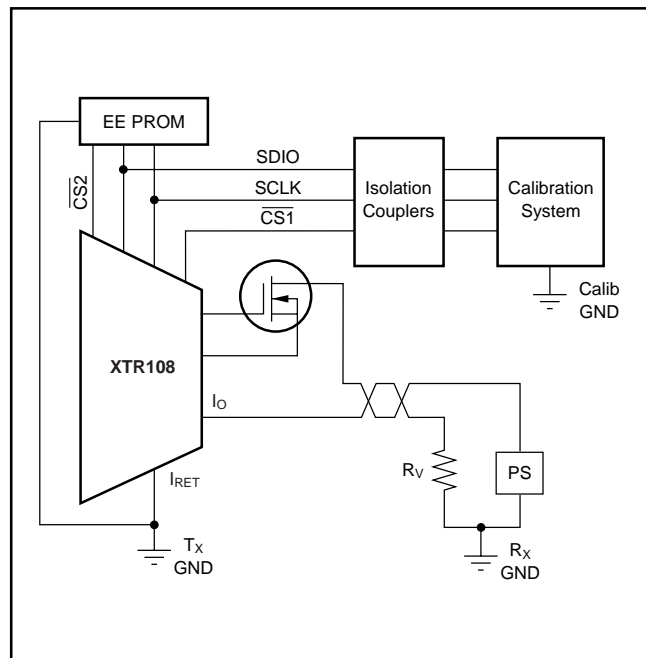 EE PROM
SDIO
SCLK
CS2
CS1
Isolation
Couplers
Calibration
System
Calib
GND
XTR108
IO
IRET
RV
PS
TX
GND
RX
GND